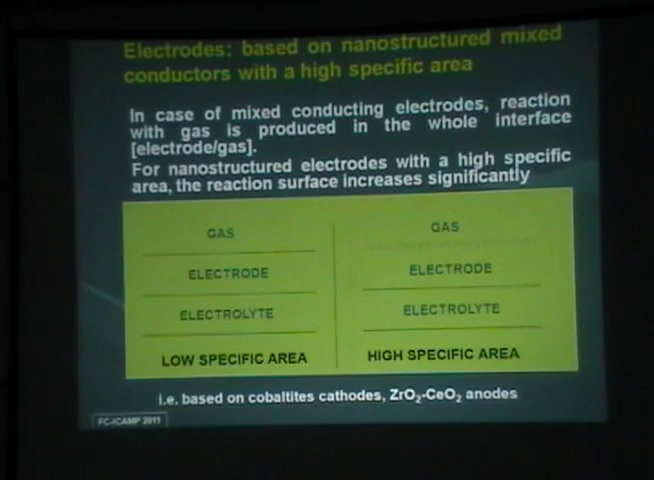 Electrodes: based on nanostructured mixed
conductors with a high specific area
In case of mixed conducting electrodes, reaction
with gas is produced in the whole interface
[electrode/gas].
For nanostructured electrodes with a high specific
area, the reaction surface increases significantly
GAS
ELECTRODE
ELECTROLYTE
LOW SPECIFIC AREA
GAS
ELECTRODE
ELECTROLYTE
HIGH SPECIFIC AREA
i.e. based on cobaltites cathodes, ZrO₂-CeO₂ anodes
FC-ICAMP 2011